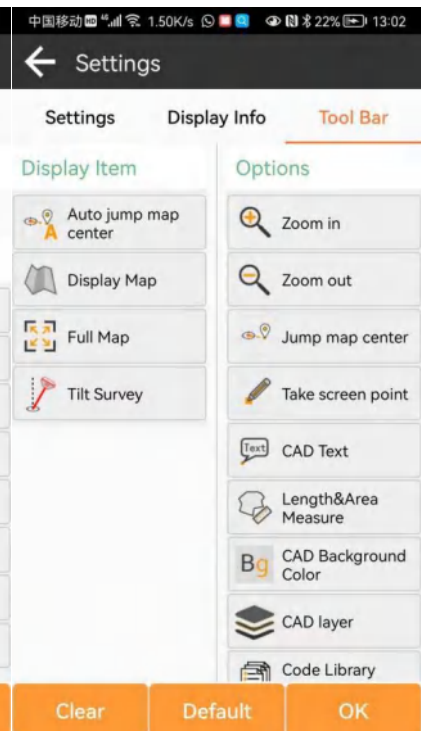 中国移动 HD 46 1.50K/s 22% 13:02
Settings
Settings Display Info Tool Bar
Display Item
Auto jump map
center
A
Display Map
Full Map
Tilt Survey
Options
Zoom in
Zoom out
Jump map center
Take screen point
Text
CAD Text
Length&Area
Measure
Bg
CAD Background
Color
CAD layer
Code Library
Clear Default OK